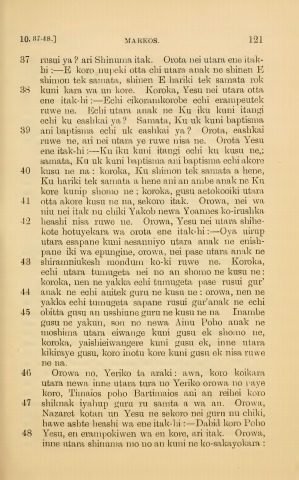 10. 37-48.] MARKOS. 121
37 rusui ya? ari Shinuma itak. Orota nei utara ene itak-
hi :—E koro nupeki otta chi utara anak ne shinen E
shimon tek samata, shinen E hariki tek samata rok
38 kuni kara wa un kore. Koroka, Yesu nei utara otta
ene itak-hi :—Echi eikoramkorobe echi erampeutek
ruwe ne. Echi utara anak ne Ku iku kuni itangi
echi ku eashkai ya? Samata, Ku uk kuni baptisma
39 ani baptisma echi uk eashkai ya? Orota, eashkai
ruwe ne, ari nei utara ye ruwe nisa ne. Orota Yesu
ene itak-hi :—Ku iku kuni itangi echi ku kusu ne,
samata, Ku uk kuni baptisma ani baptisma echi akore
40 kusu ne na : koroka, Ku shimon tek samata a hene,
Ku hariki tek samata a hene ani an ambe anak ne Ku
kore kunip shomo ne ; koroka, gusu aetokooiki utara
41 otta akore kusu ne na, sekoro itak. Orowa, nei wa
niu nei itak nu chiki Yakob newa Yoannes ko-irushka
42 heashi nisa ruwe ne. Orowa, Yesu nei utara shihe-
kote hotuyekara wa orota ene itak-hi :—Oya uirup
utara esapane kuni aesanniyo utara anak ne enish-
pane iki wa epungine, orowa, nei pase utara anak ne
43 shiramnukesh mondum ko-ki ruwe ne. Koroka,
echi utara tumugeta nei no an shomo ne kusu ne :
koroka, nen ne yakka echi tumugeta pase rusui gur'
44 anak ne echi auitek guru ne kusu ne : orowa, nen ne
yakka echi tumugeta sapane rusui gur'anak ne echi
45 obitta gusu an usshiune guru ne kusu ne na Inambe
gusu ne yakun, son no newa Ainu Poho anak ne
moshima utara eiwange kuni gusu ek shomo ne,
koroka, yaishieiwangere kuni gusu ek, inne utara
kikiraye gusu, koro inotu kore kuni gusu ek nisa ruwe
ne na.
46 Orowa no, Yeriko ta araki : awa, koro koikara
utara newa inne utara tura no Yeriko orowa no raye
koro, Timaios poho Bartimaios ani an reihei koro
47 shiknak iyahup guru ru samta a wa an. Orowa,
Nazaret kotan un Yesu ne sekoro nei guru nu chiki,
hawe ashte heashi wa ene itak-hi :—Dabid koro Poho
48 Yesu, en erampokiwen wa en kore, ari itak. Orowa,
inne utara shinuma mo no an kuni ne ko-sakayokara :